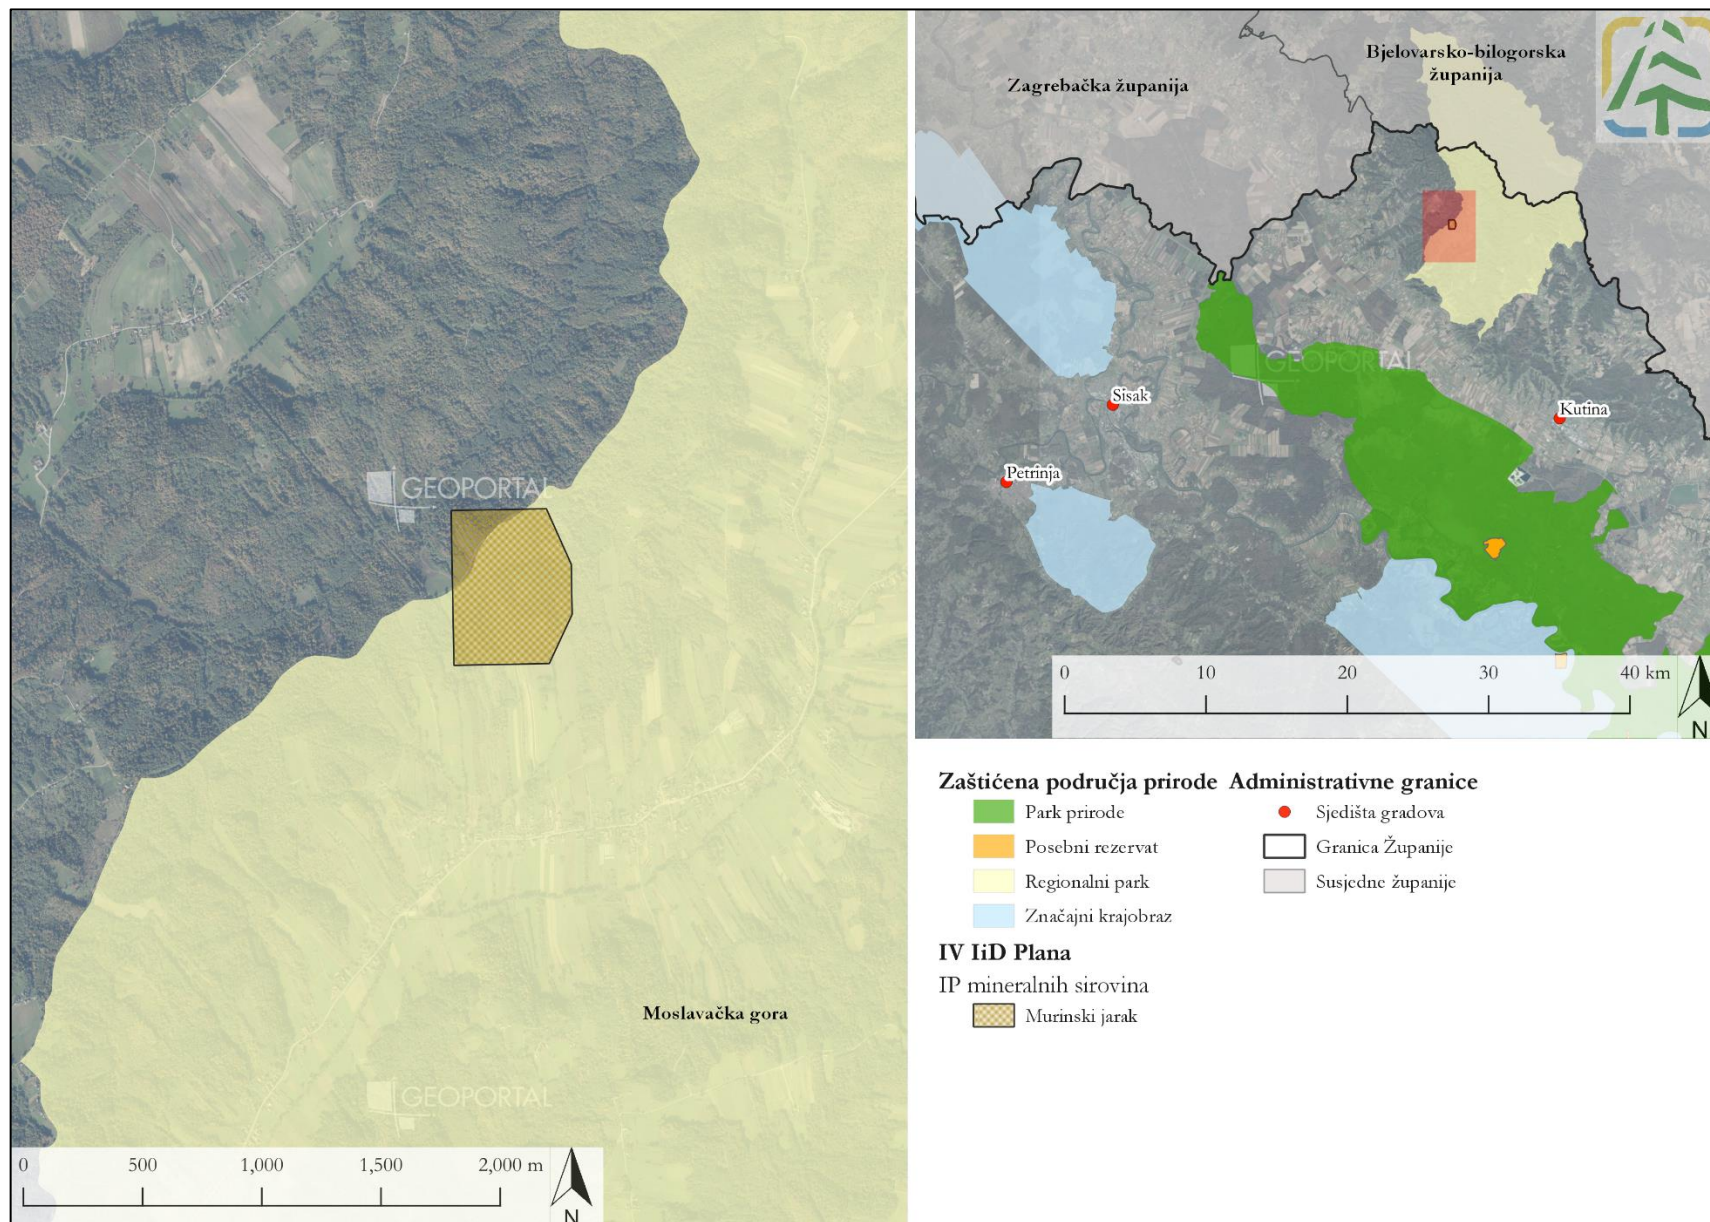 GEOPORTAL
Moslavačka gora
GEOPORTAL
0 500 1,000 1,500 2,000 m
N
Bjelovarsko-bilogorska
županija
Zagrebačka županija
GEOPORTAL
Sisak
Kutina
Petrinja
0 10 20 30 40 km
N
Zaštićena područja prirode
Park prirode
Posebni rezervat
Regionalni park
Značajni krajobraz
IV IiD Plana
IP mineralnih sirovina
Murinski jarak
Administrativne granice
Sjedišta gradova
Granica Županije
Susjedne županije